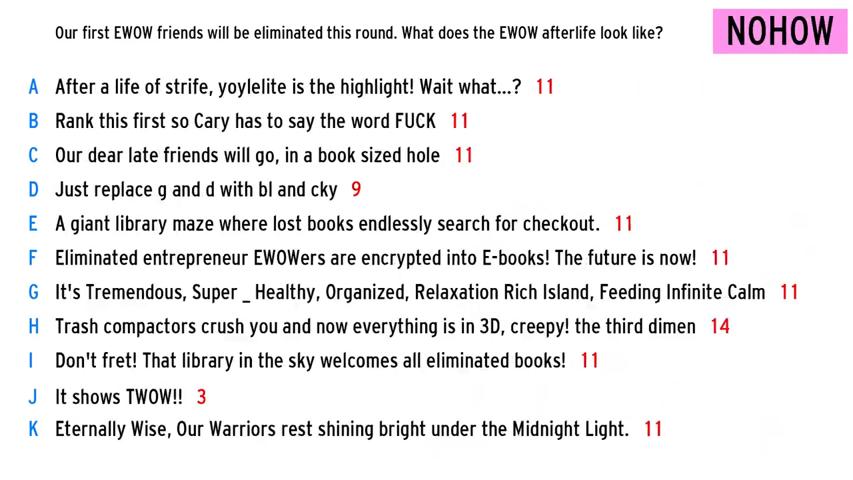 Our first EWOW friends will be eliminated this round. What does the EWOW afterlife look like?
NOHOW
A After a life of strife, yoylelite is the highlight! Wait what...? 11
B Rank this first so Cary has to say the word FUCK 11
C Our dear late friends will go, in a book sized hole 11
D Just replace g and d with bl and cky 9
E A giant library maze where lost books endlessly search for checkout. 11
F Eliminated entrepreneur EWOWers are encrypted into E-books! The future is now! 11
G It's Tremendous, Super _ Healthy, Organized, Relaxation Rich Island, Feeding Infinite Calm 11
H Trash compactors crush you and now everything is in 3D, creepy! the third dimen 14
I Don't fret! That library in the sky welcomes all eliminated books! 11
J It shows TWOW!! 3
K Eternally Wise, Our Warriors rest shining bright under the Midnight Light. 11